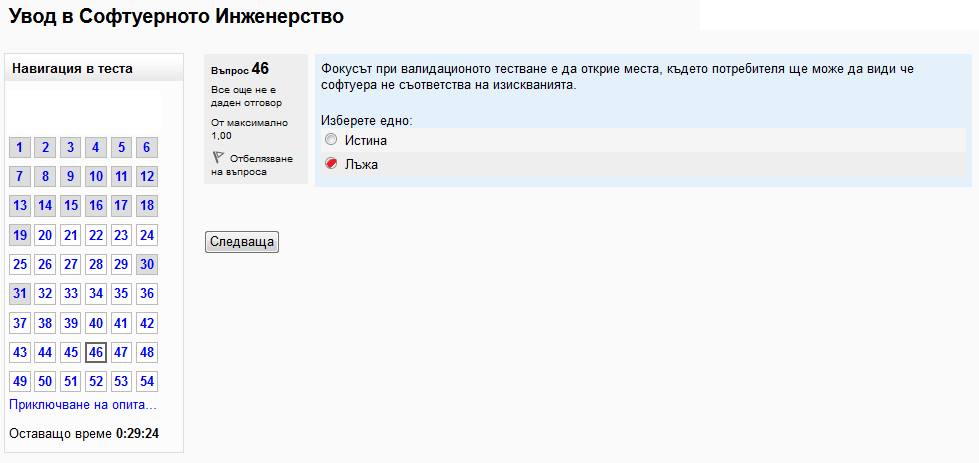 Увод в Софтуерното Инженерство
Навигация в теста
1 2 3 4 5 6
7 8 9 10 11 12
13 14 15 16 17 18
19 20 21 22 23 24
25 26 27 28 29 30
31 32 33 34 35 36
37 38 39 40 41 42
43 44 45 46 47 48
49 50 51 52 53 54
Приключване на опита...
Оставащо време 0:29:24
Въпрос 46
Все още не е
даден отговор
От максимално
1,00
Отбелязване
на въпроса
Фокусът при валидационото тестване е да открие места, където потребителя ще може да види че
софтуера не съответства на изискванията.
Изберете едно:
Истина
Лъжа
Следваща